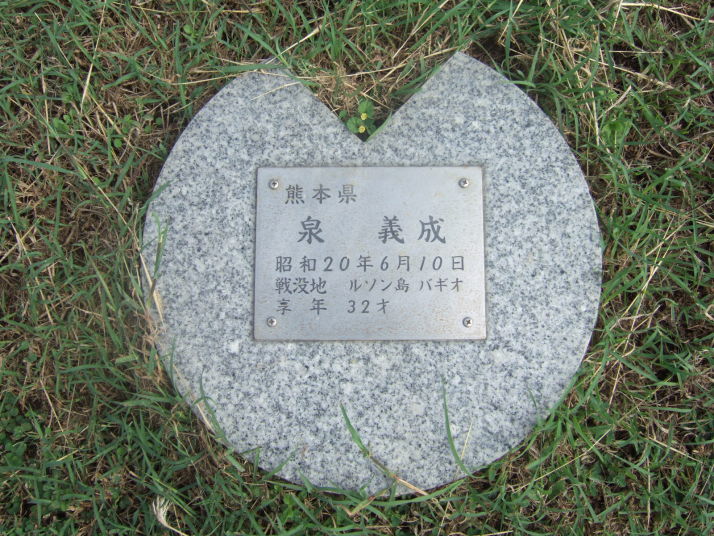 熊本県
泉 義成
昭和20年6月10日
戦没地 ルソン島 バギオ
享年 32才